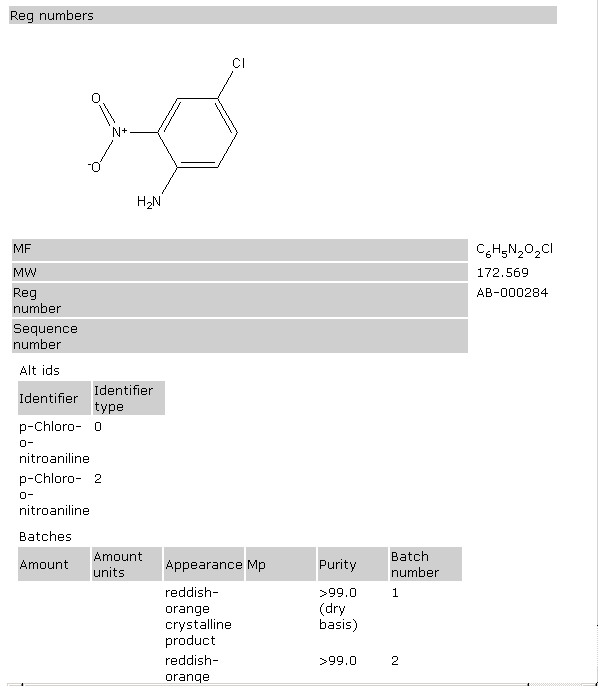 Reg numbers
Cl
O
N+
-O
H₂N
MF C₆H₅N₂O₂Cl
MW 172.569
Reg AB-000284
number
Sequence
number
Alt ids
Identifier Identifier
type
p-Chloro- 0
o-
nitroaniline
p-Chloro- 2
o-
nitroaniline
Batches
Amount Amount Appearance Mp Purity Batch
units number
reddish- >99.0 1
orange (dry
crystalline basis)
product
reddish- >99.0 2
orange